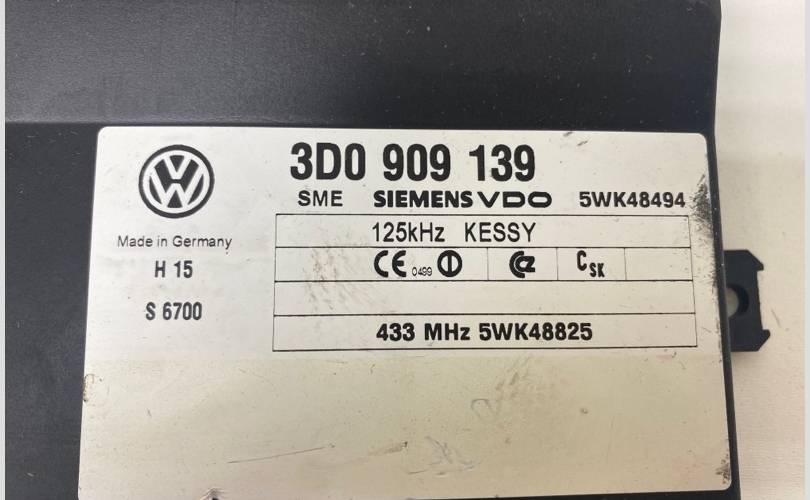 3D0 909 139
SME SIEMENS VDO 5WK48494
125kHz KESSY
Made in Germany
CE 0499
H 15
C SK
S 6700
433 MHz 5WK48825